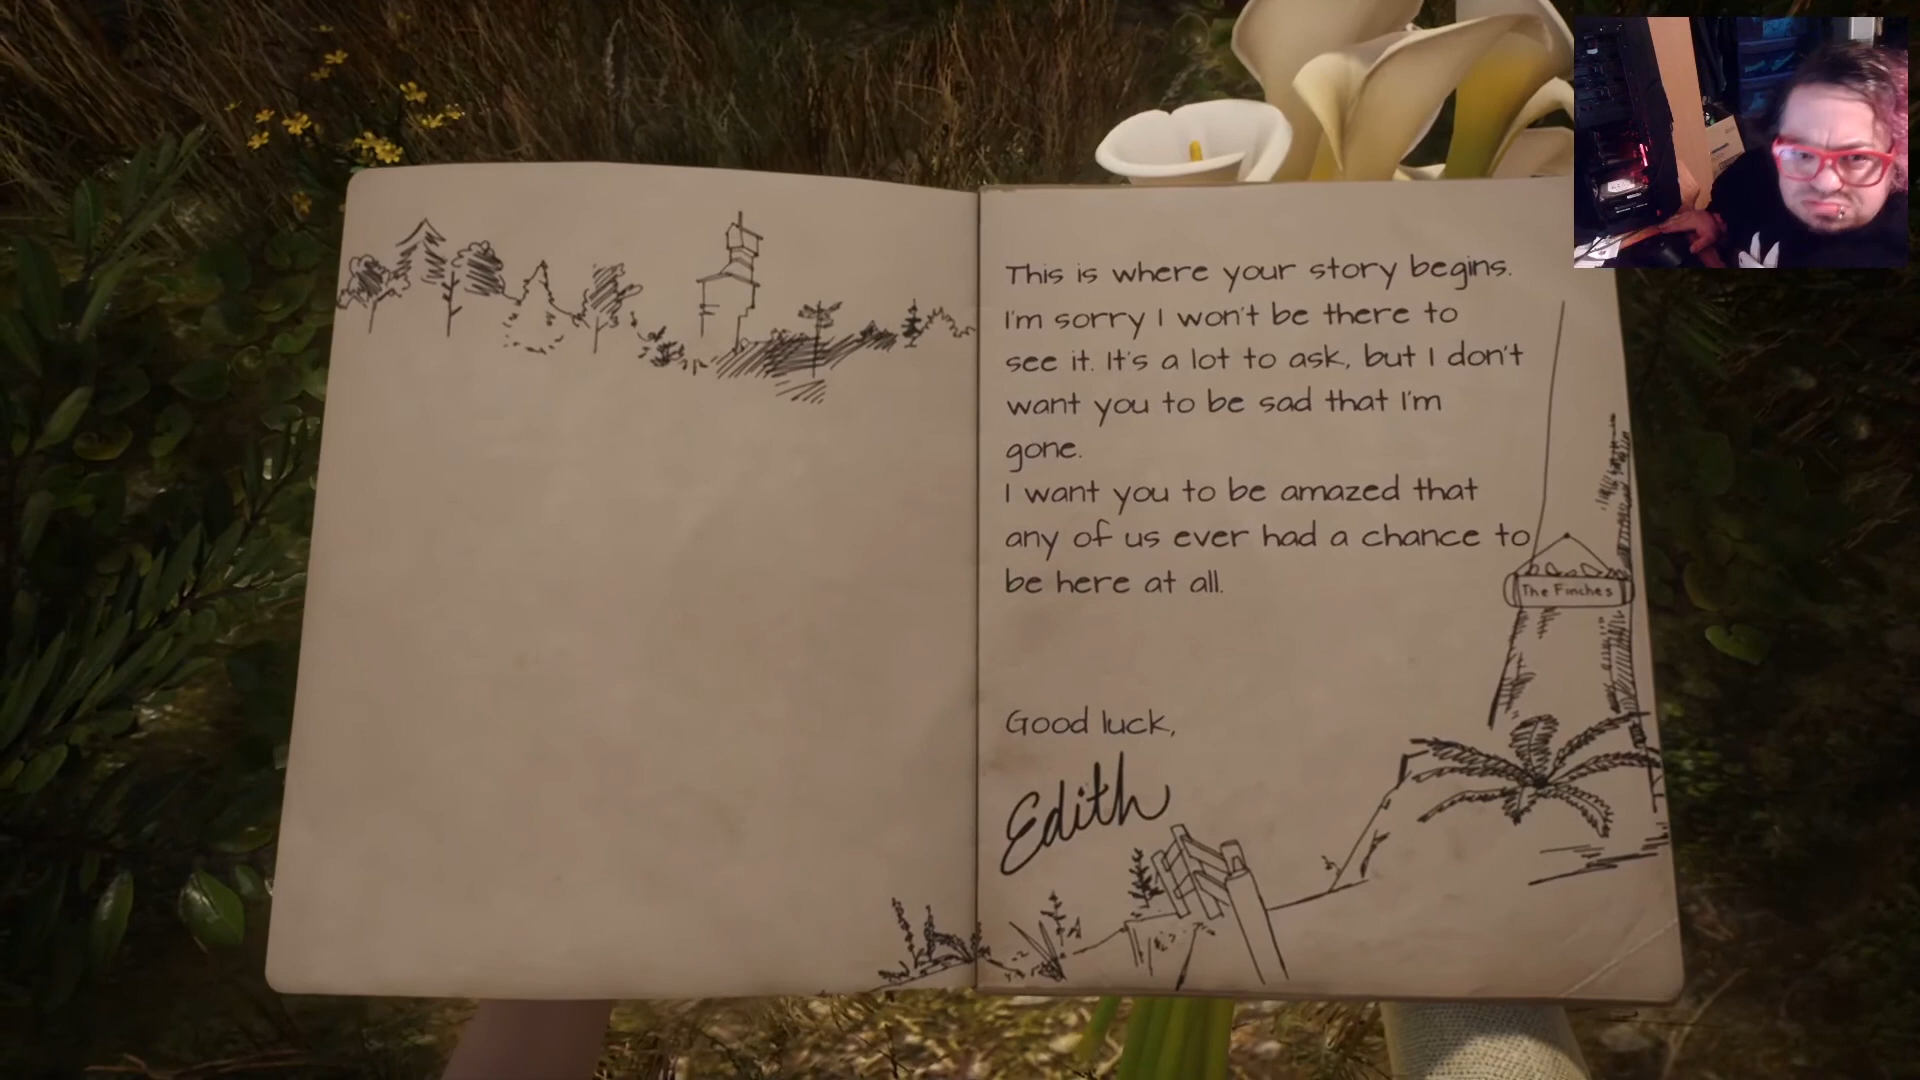 This is where your story begins.
I'm sorry I won't be there to
see it. It's a lot to ask, but I don't
want you to be sad that I'm
gone.
I want you to be amazed that
any of us ever had a chance to
be here at all.
The Finches
Good luck,
Edith